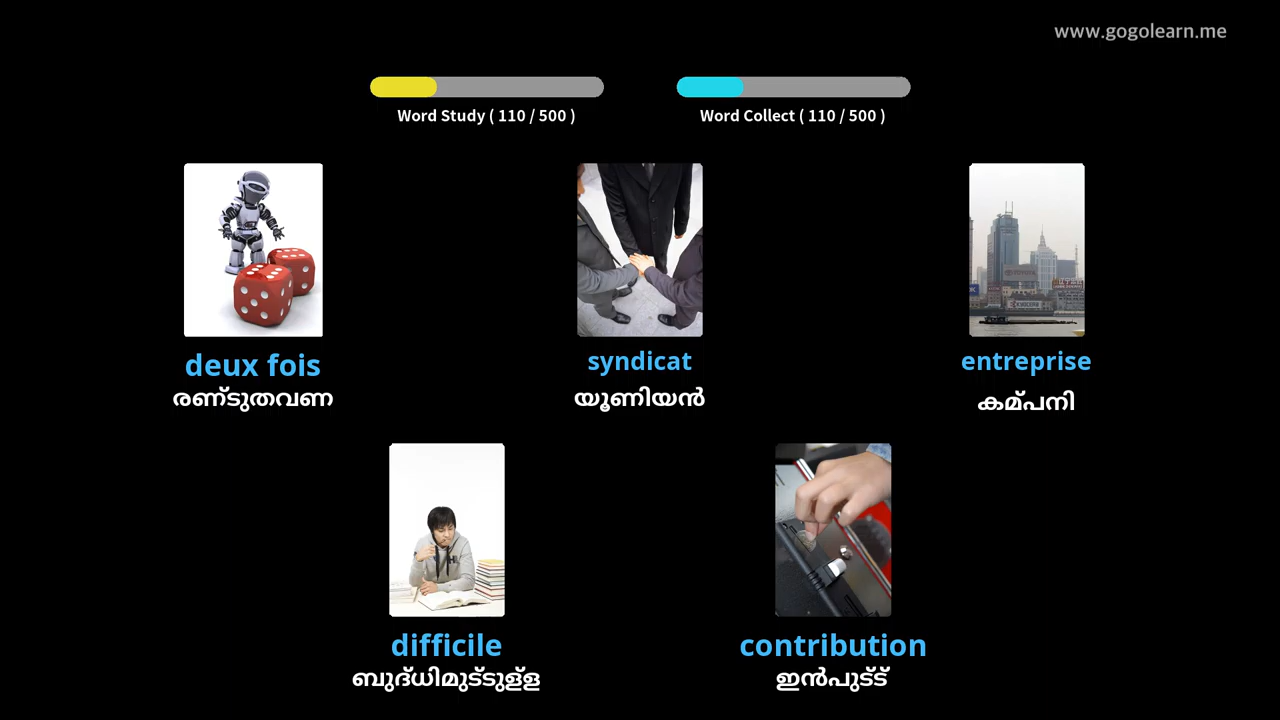 www.gogolearn.me
Word Study ( 110 / 500 )
Word Collect ( 110 / 500 )
deux fois
രണ്ടുതവണ
syndicat
യൂണിയൻ
TOYOTA
entreprise
കമ്പനി
difficile
ബുദ്ധിമുട്ടുള്ള
contribution
ഇൻപുട്ട്